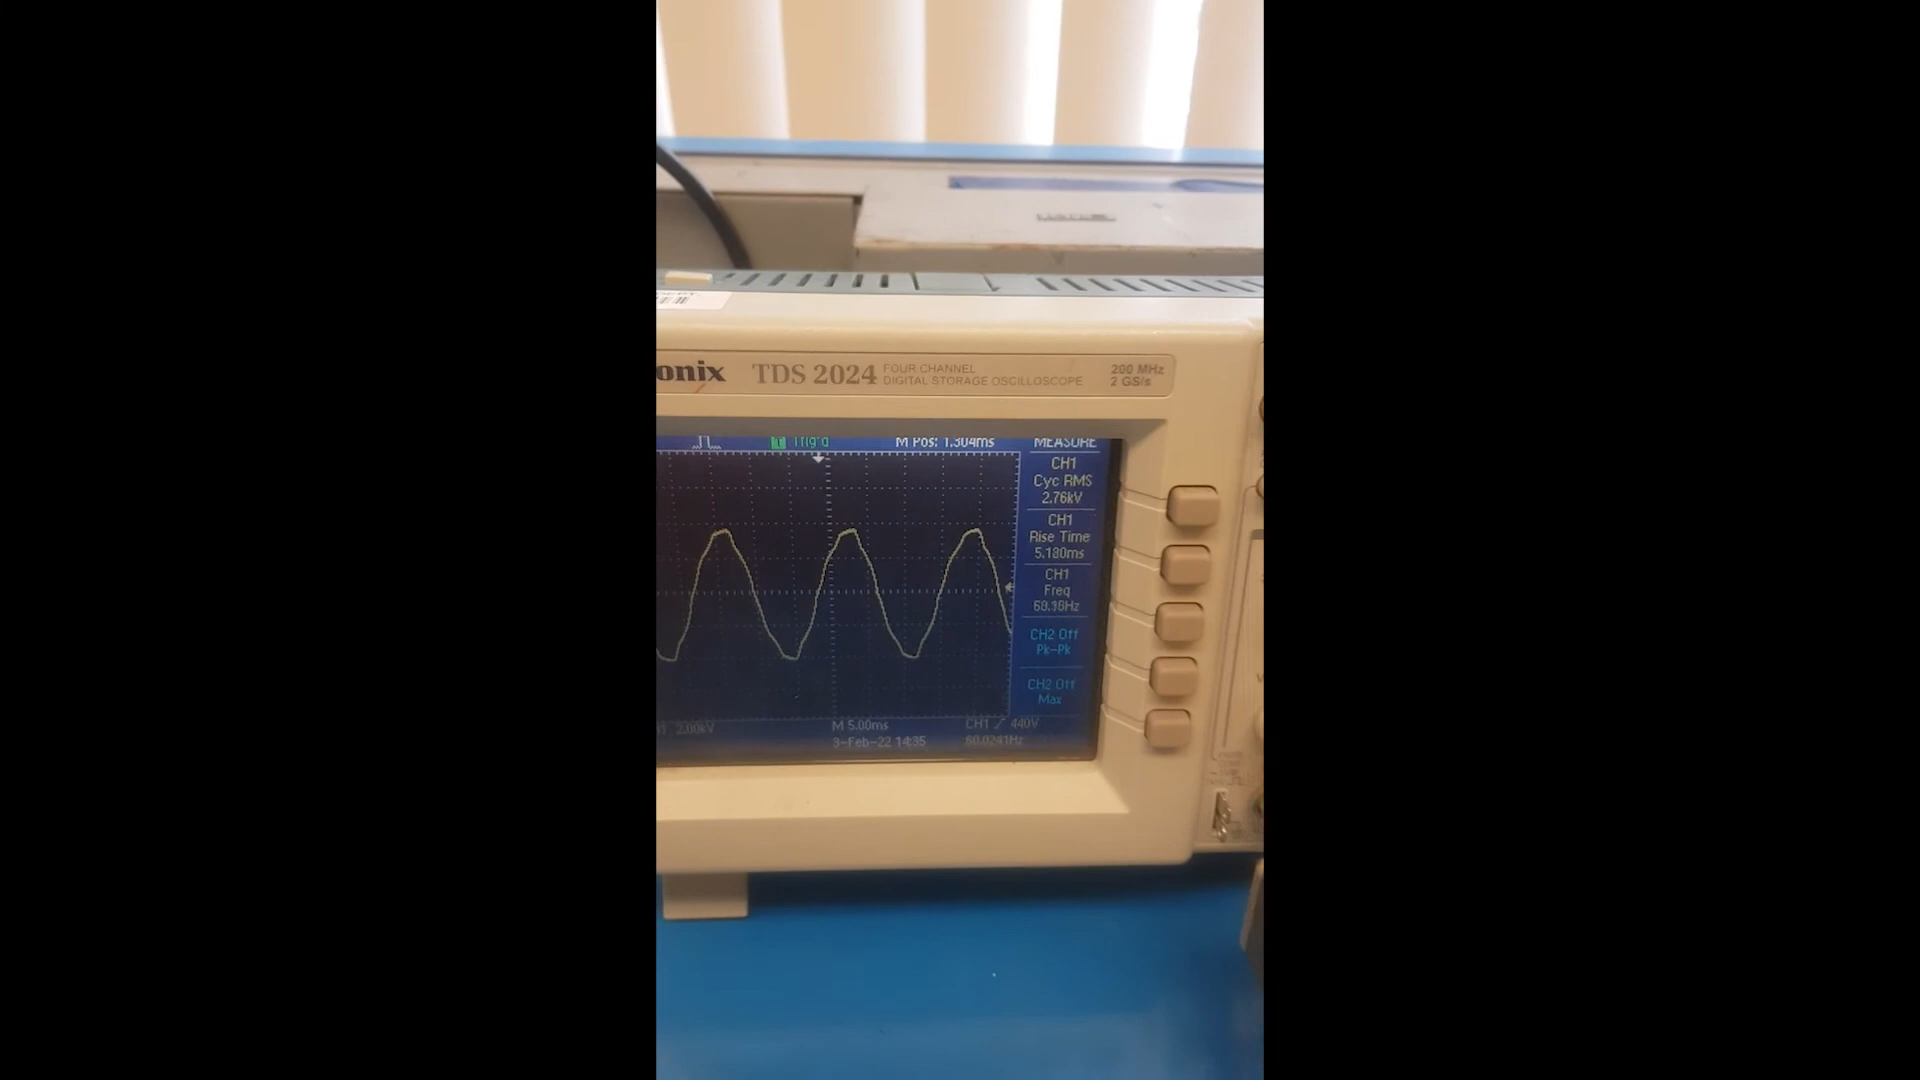 onix TDS 2024 FOUR CHANNEL
DIGITAL STORAGE OSCILLOSCOPE
200 MHz
2 GS/s
Trig'd
M Pos: 1.304ms
MEASURE
CH1
Cyc RMS
2.76kV
CH1
Rise Time
5.180ms
CH1
Freq
60.16Hz
CH2 Off
Pk-Pk
CH2 Off
Max
2.00kV
M 5.00ms
CH1 440V
3-Feb-22 14:35
60.0241Hz